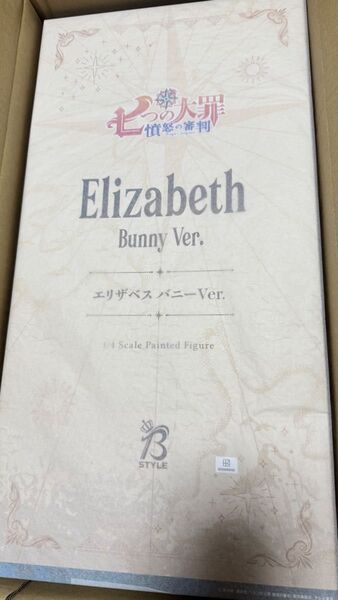 七つの大罪
憤怒の審判
Elizabeth
Bunny Ver.
エリザベス バニーVer.
1/4 Scale Painted Figure
B
STYLE